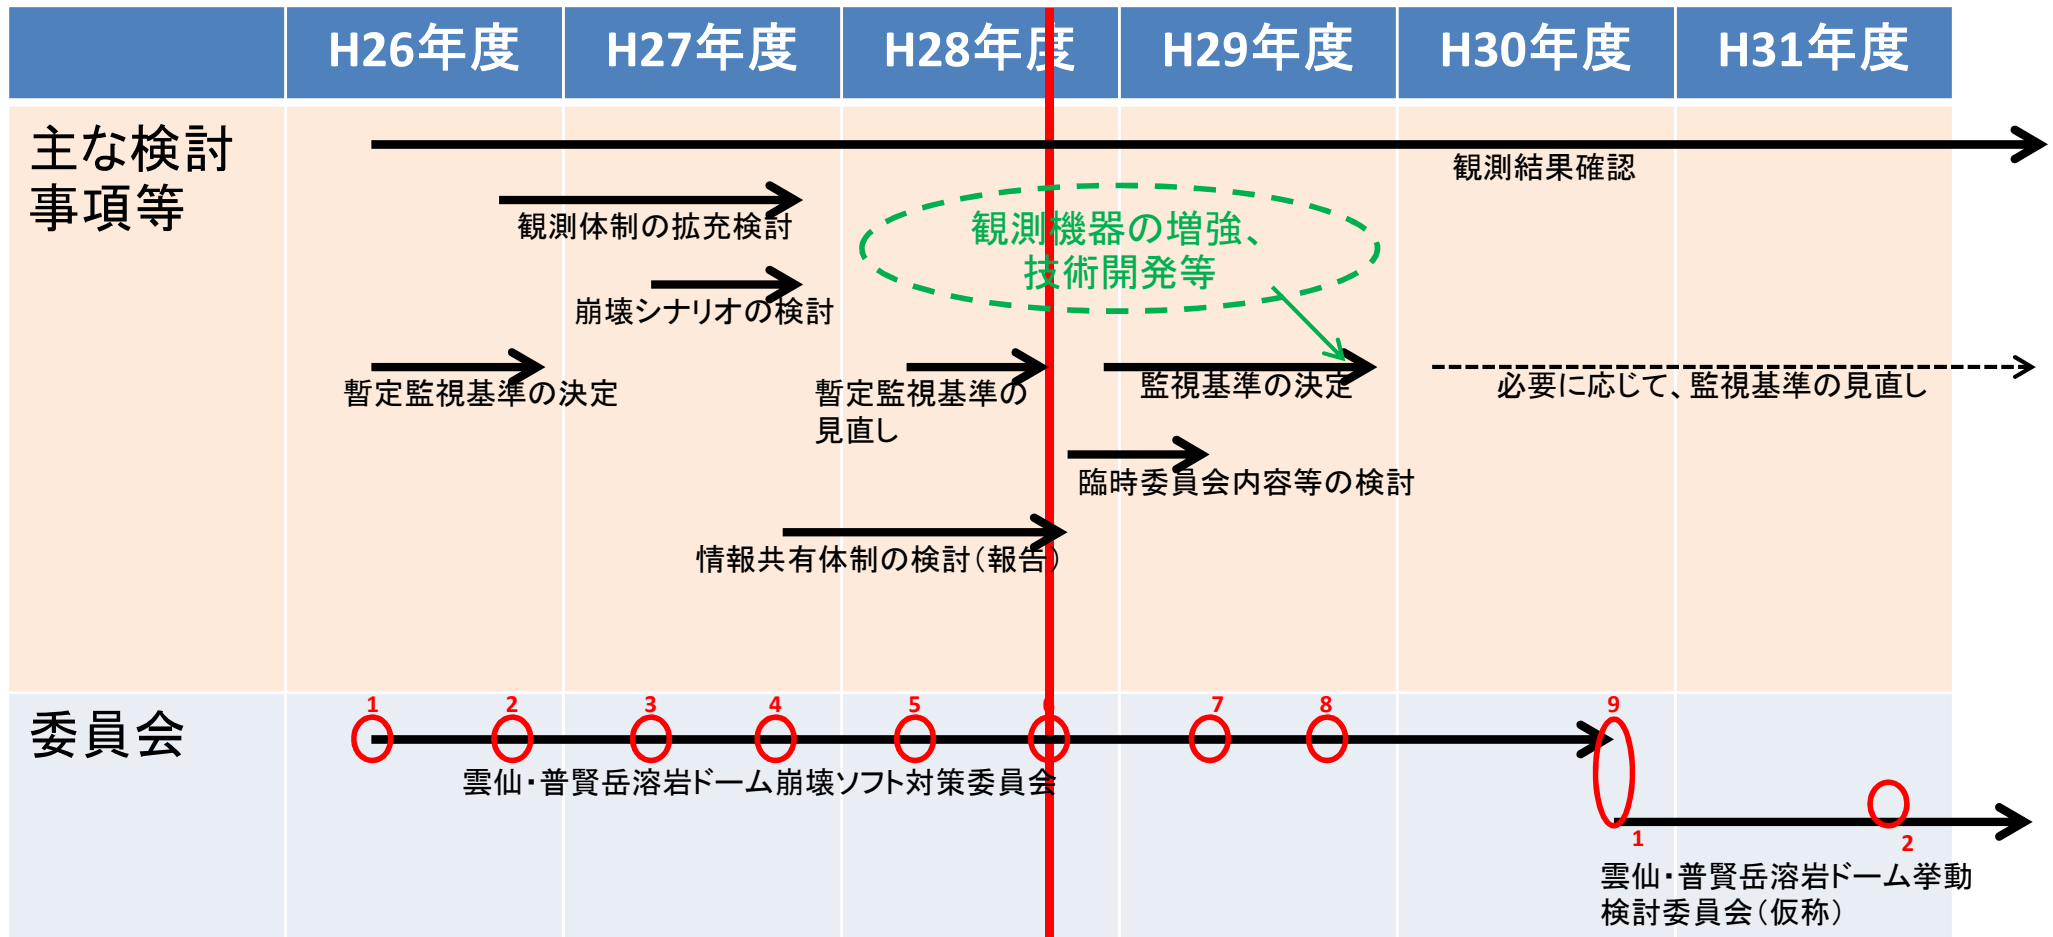 H26年度
H27年度
H28年度
H29年度
H30年度
H31年度
主な検討
事項等
観測結果確認
観測体制の拡充検討
観測機器の増強、
技術開発等
崩壊シナリオの検討
暫定監視基準の決定
暫定監視基準の
見直し
監視基準の決定
必要に応じて、監視基準の見直し
臨時委員会内容等の検討
情報共有体制の検討（報告）
委員会
1
2
3
4
5
6
7
8
9
雲仙・普賢岳溶岩ドーム崩壊ソフト対策委員会
1
2
雲仙・普賢岳溶岩ドーム挙動
検討委員会（仮称）